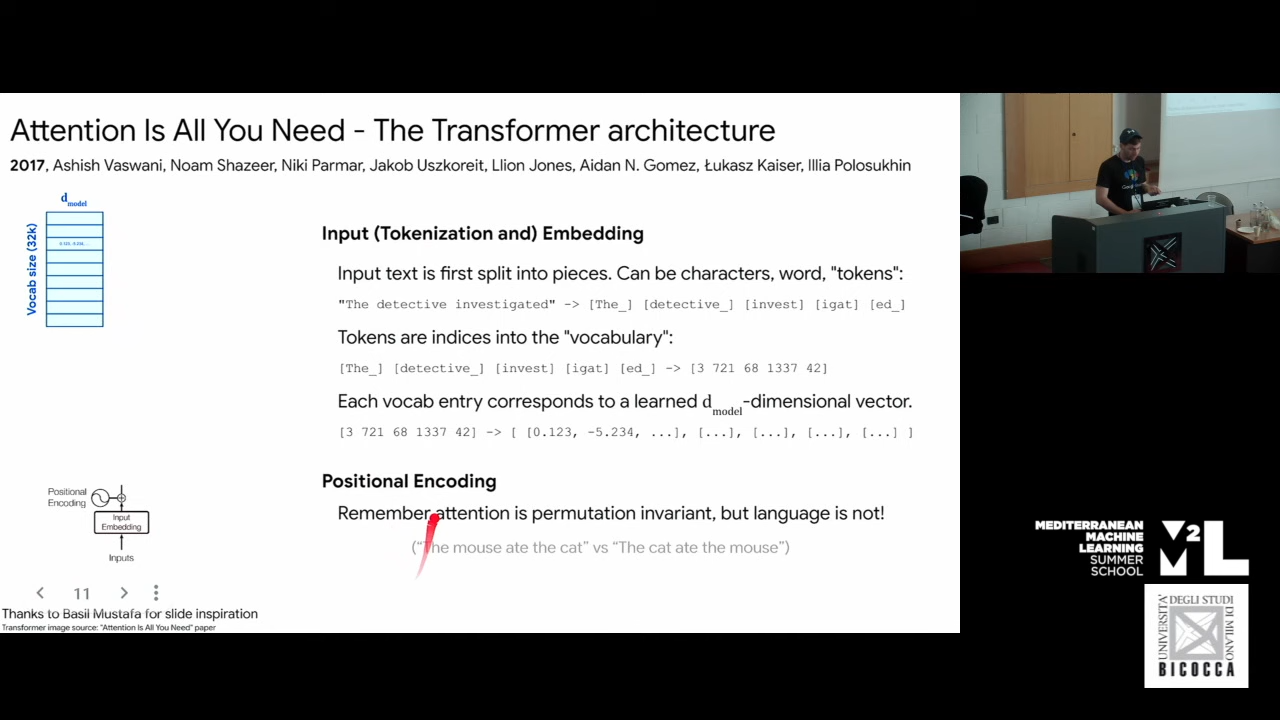 Attention Is All You Need - The Transformer architecture
2017, Ashish Vaswani, Noam Shazeer, Niki Parmar, Jakob Uszkoreit, Llion Jones, Aidan N. Gomez, Łukasz Kaiser, Illia Polosukhin
d model
Vocab size (32k)
Input (Tokenization and) Embedding
Input text is first split into pieces. Can be characters, word, "tokens":
"The detective investigated" -> [The_] [detective_] [invest] [igat] [ed_]
Tokens are indices into the "vocabulary":
[The_] [detective_] [invest] [igat] [ed_] -> [3 721 68 1337 42]
Each vocab entry corresponds to a learned d model-dimensional vector.
[3 721 68 1337 42] -> [ [0.123, -5.234, ...], [...], [...], [...], [...] ]
Positional Encoding
Remember attention is permutation invariant, but language is not!
(“The mouse ate the cat” vs “The cat ate the mouse”)
Positional
Encoding
Input
Embedding
Inputs
11
Thanks to Basil Mustafa for slide inspiration
Transformer image source: "Attention Is All You Need" paper
MEDITERRANEAN
MACHINE
LEARNING
SUMMER
SCHOOL
M2L
UNIVERSITA'
DEGLI STUDI
DI MILANO
BICOCCA